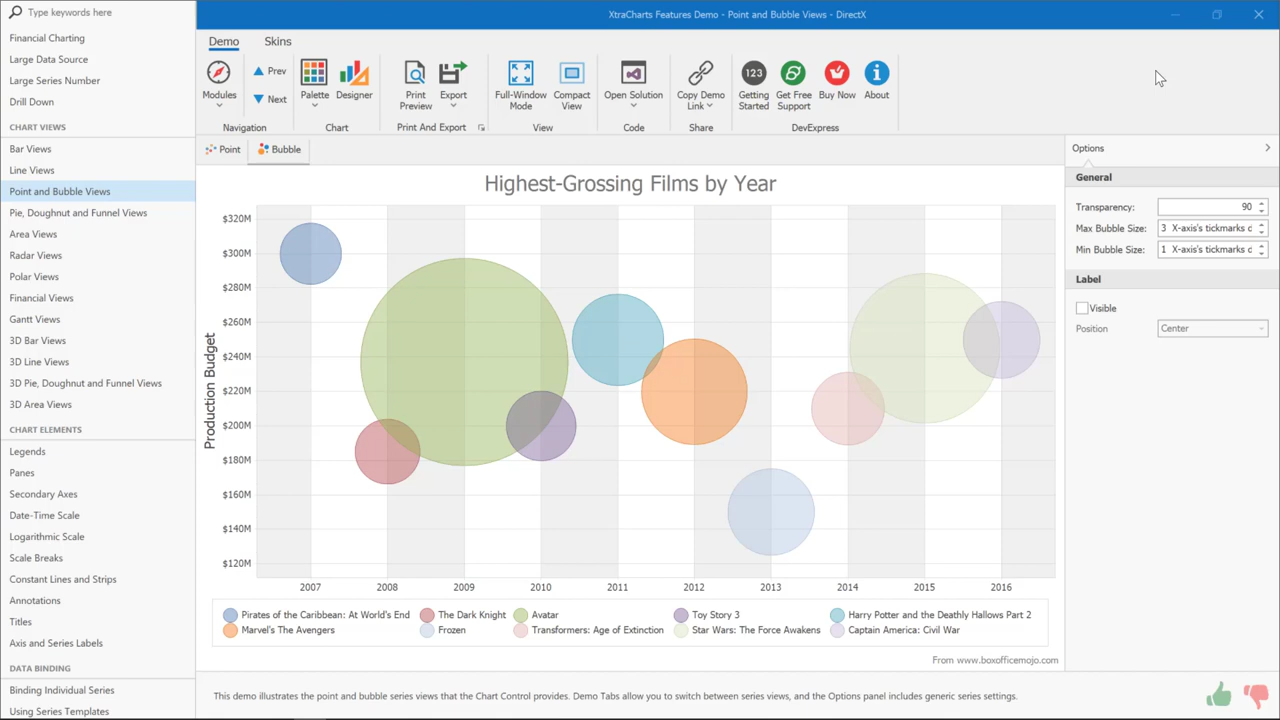 Type keywords here
Financial Charting
Large Data Source
Large Series Number
Drill Down
CHART VIEWS
Bar Views
Line Views
Point and Bubble Views
Pie, Doughnut and Funnel Views
Area Views
Radar Views
Polar Views
Financial Views
Gantt Views
3D Bar Views
3D Line Views
3D Pie, Doughnut and Funnel Views
3D Area Views
CHART ELEMENTS
Legends
Panes
Secondary Axes
Date-Time Scale
Logarithmic Scale
Scale Breaks
Constant Lines and Strips
Annotations
Titles
Axis and Series Labels
DATA BINDING
Binding Individual Series
Using Series Templates
XtraCharts Features Demo - Point and Bubble Views - DirectX
Demo Skins
Modules
Prev
Next
Navigation
Palette
Designer
Chart
Print Preview
Export
Print And Export
Full-Window Mode
Compact View
View
Open Solution
Code
Copy Demo Link
Share
123
Getting Started
Get Free Support
Buy Now
About
DevExpress
Point Bubble
Highest-Grossing Films by Year
Production Budget
$320M
$300M
$280M
$260M
$240M
$220M
$200M
$180M
$160M
$140M
$120M
2007 2008 2009 2010 2011 2012 2013 2014 2015 2016
Pirates of the Caribbean: At World's End The Dark Knight Avatar Toy Story 3 Harry Potter and the Deathly Hallows Part 2
Marvel's The Avengers Frozen Transformers: Age of Extinction Star Wars: The Force Awakens Captain America: Civil War
From www.boxofficemojo.com
Options
General
Transparency: 90
Max Bubble Size: 3 X-axis's tickmarks c
Min Bubble Size: 1 X-axis's tickmarks c
Label
Visible
Position Center
This demo illustrates the point and bubble series views that the Chart Control provides. Demo Tabs allow you to switch between series views, and the Options panel includes generic series settings.